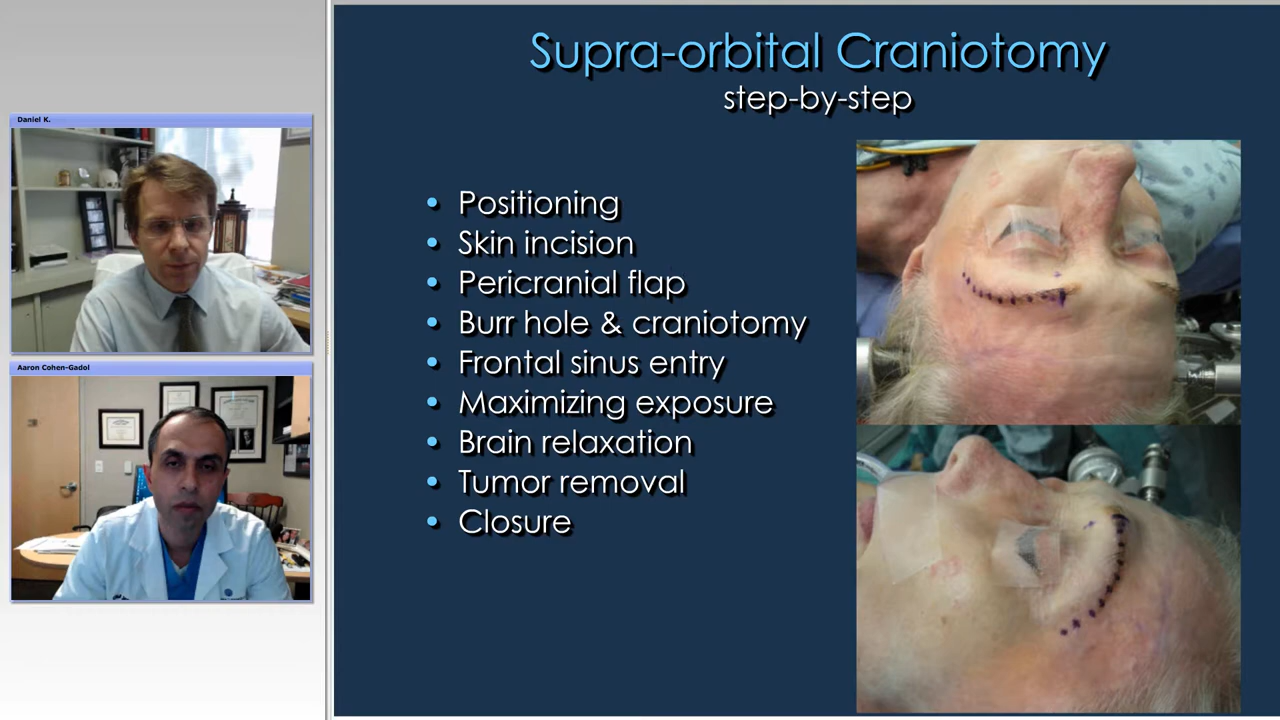 Daniel K.
Aaron Cohen-Gadol
Supra-orbital Craniotomy
step-by-step
• Positioning
• Skin incision
• Pericranial flap
• Burr hole & craniotomy
• Frontal sinus entry
• Maximizing exposure
• Brain relaxation
• Tumor removal
• Closure